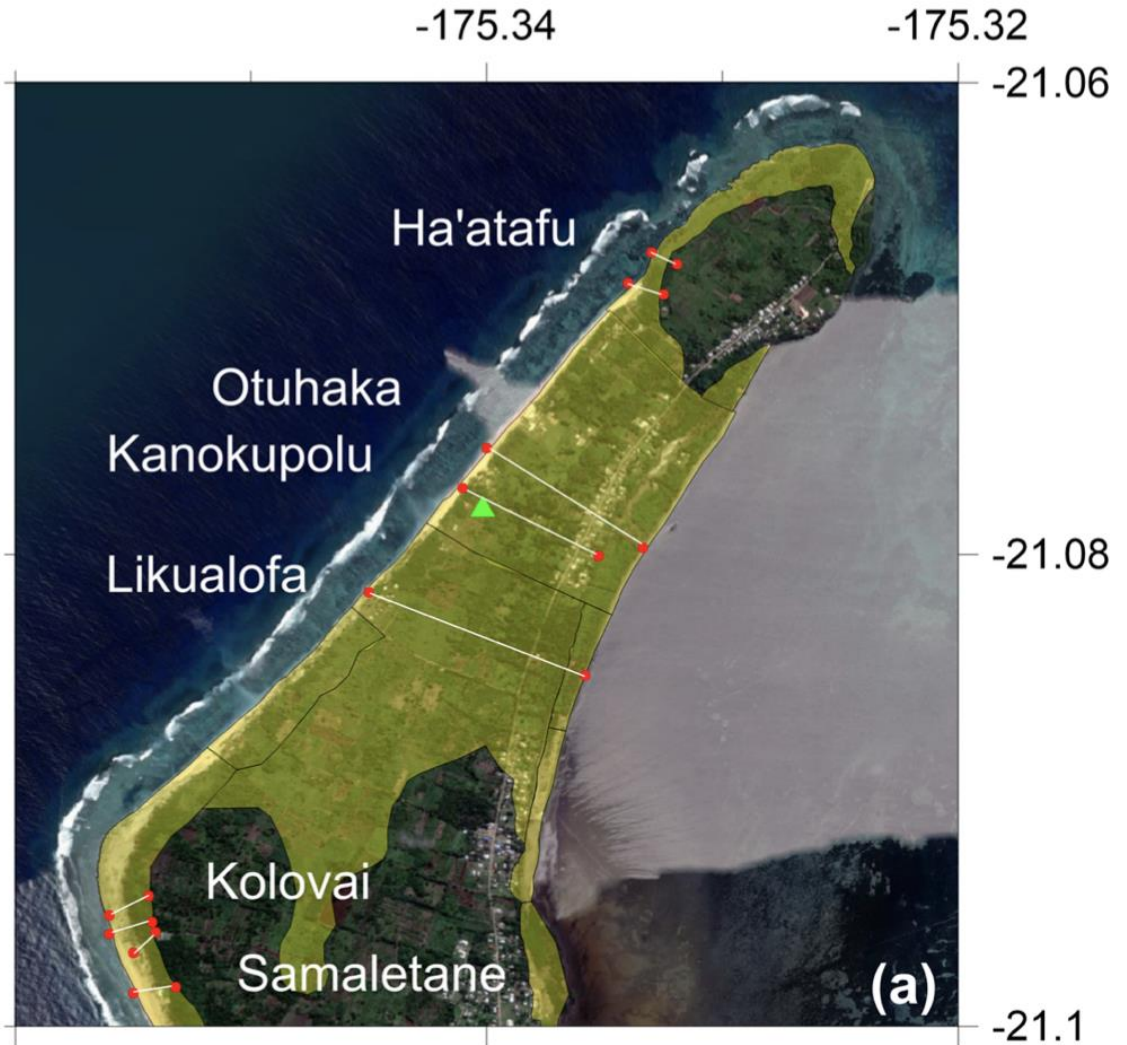 -175.34
-175.32
-21.06
Ha'atafu
Otuhaka
Kanokupolu
-21.08
Likualofa
Kolovai
Samaletane
(a)
-21.1